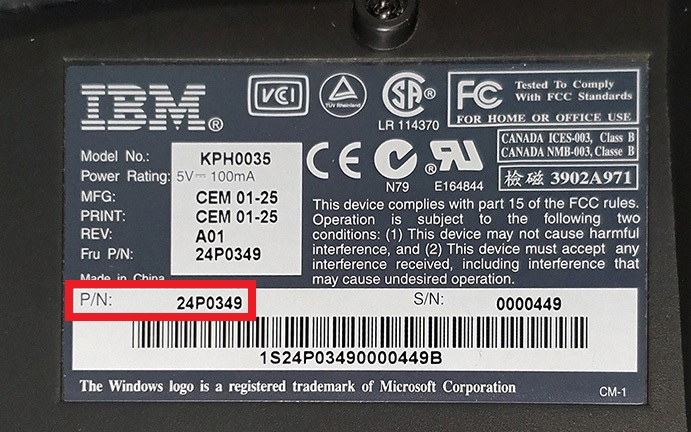 IBM®
VCI
TÜV Rheinland
SA®
LR 114370
FC
Tested To Comply
With FCC Standards
FOR HOME OR OFFICE USE
CANADA ICES-003, Class B
CANADA NMB-003, Classe B
檢磁 3902A971
CE
N79
E164844
Model No.: KPH0035
Power Rating: 5V⎓ 100mA
MFG: CEM 01-25
PRINT: CEM 01-25
REV: A01
Fru P/N: 24P0349
Made in China
This device complies with part 15 of the FCC rules.
Operation is subject to the following two
conditions: (1) This device may not cause harmful
interference, and (2) This device must accept any
interference received, including interference that
may cause undesired operation.
P/N: 24P0349
S/N: 0000449
1S24P03490000449B
The Windows logo is a registered trademark of Microsoft Corporation
CM-1